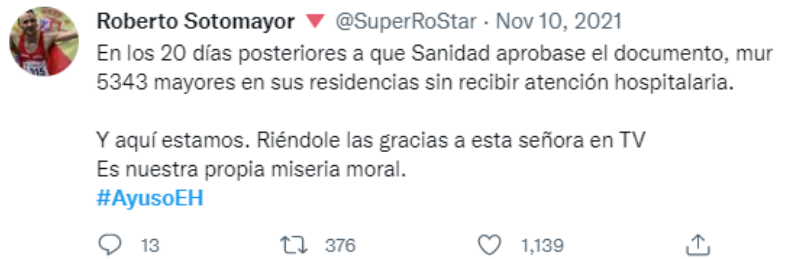 Roberto Sotomayor 🔻 @SuperRoStar · Nov 10, 2021
En los 20 días posteriores a que Sanidad aprobase el documento, mur
5343 mayores en sus residencias sin recibir atención hospitalaria.
Y aquí estamos. Riéndole las gracias a esta señora en TV
Es nuestra propia miseria moral.
#AyusoEH
13 376 1,139